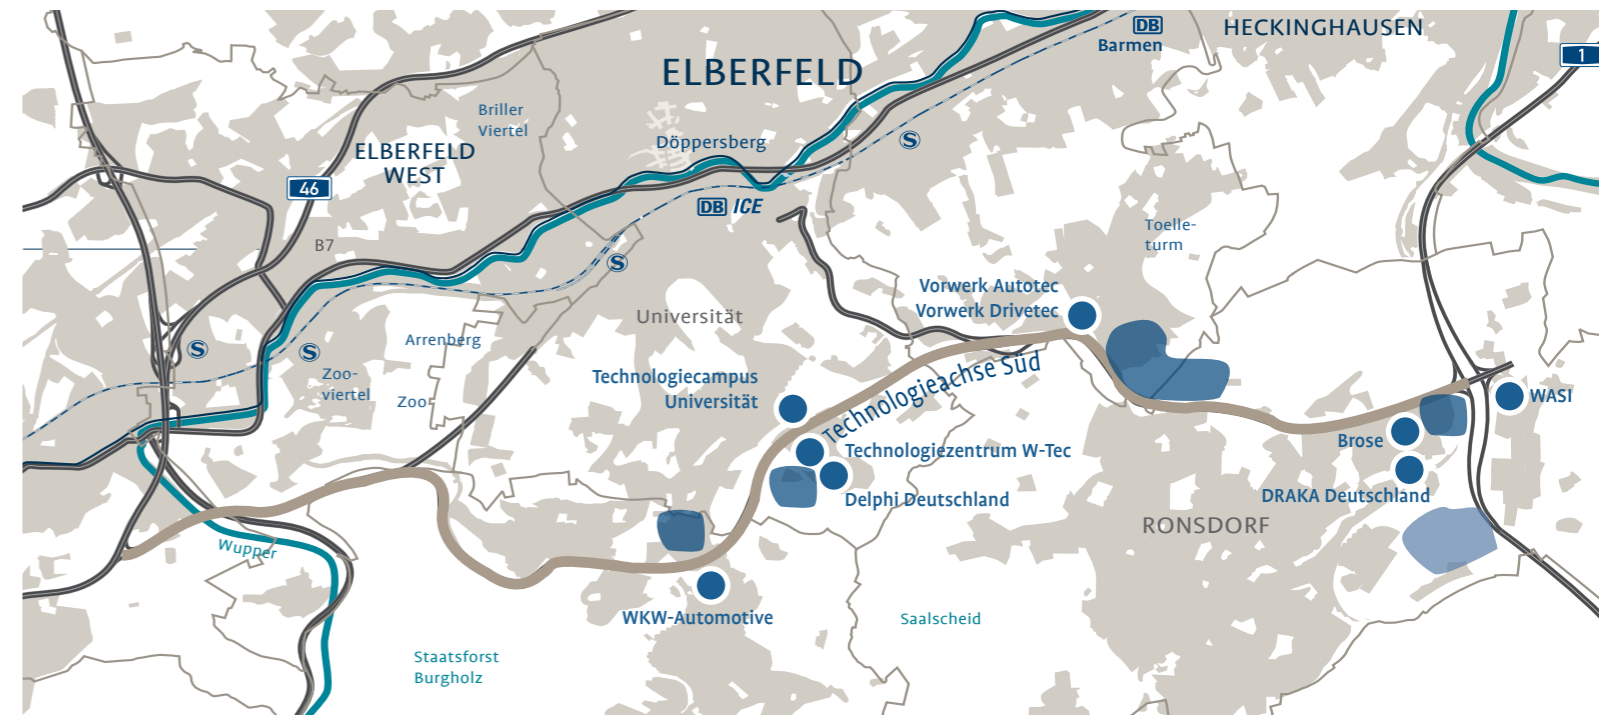 DB
Barmen
HECKINGHAUSEN
1
ELBERFELD
Briller
Viertel
Döppersberg
S
ELBERFELD
WEST
46
DB ICE
B7
S
Toelle-
turm
Universität
Vorwerk Autotec
Vorwerk Drivetec
Arrenberg
S
S
Zoo-
viertel
Zoo
Technologiecampus
Universität
Technologieachse Süd
WASI
Brose
Technologiezentrum W-Tec
Delphi Deutschland
DRAKA Deutschland
RONSDORF
Wupper
WKW-Automotive
Saalscheid
Staatsforst
Burgholz